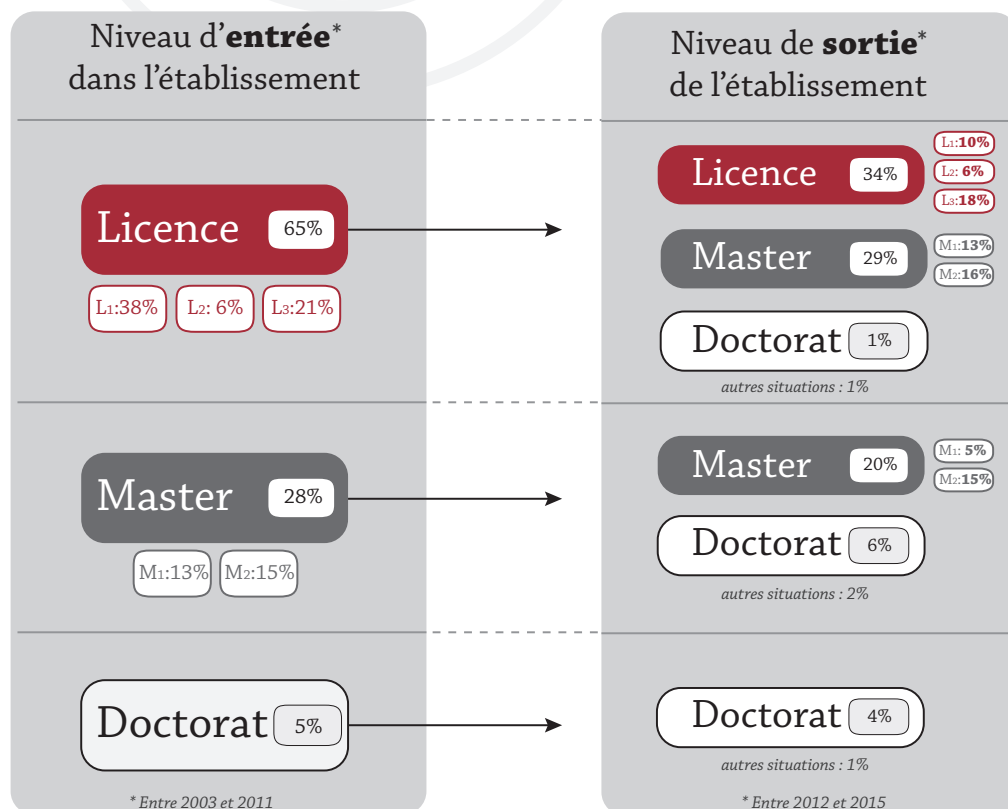 Niveau d'entrée*
dans l'établissement
Licence 65%
L1:38% L2: 6% L3:21%
Master 28%
M1:13% M2:15%
Doctorat 5%
* Entre 2003 et 2011
Niveau de sortie*
de l'établissement
Licence 34%
L1:10%
L2: 6%
L3:18%
Master 29%
M1:13%
M2:16%
Doctorat 1%
autres situations : 1%
Master 20%
M1: 5%
M2:15%
Doctorat 6%
autres situations : 2%
Doctorat 4%
autres situations : 1%
* Entre 2012 et 2015